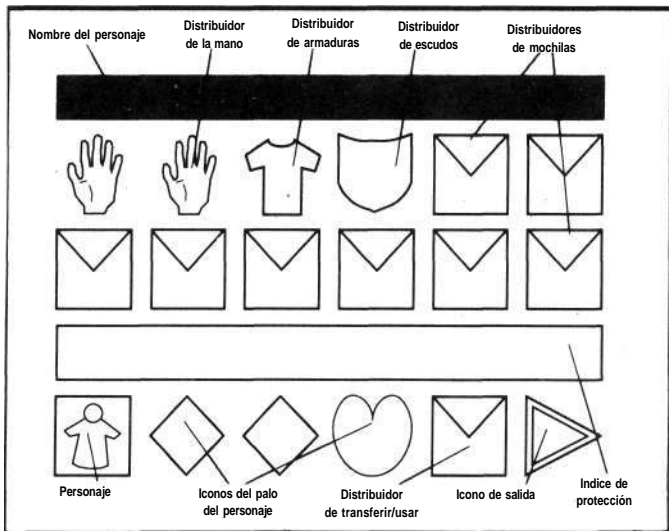 Nombre del personaje
Distribuidor
de la mano
Distribuidor
de armaduras
Distribuidor
de escudos
Distribuidores
de mochilas
Personaje
Iconos del palo
del personaje
Distribuidor
de transferir/usar
Icono de salida
Indice de
protección